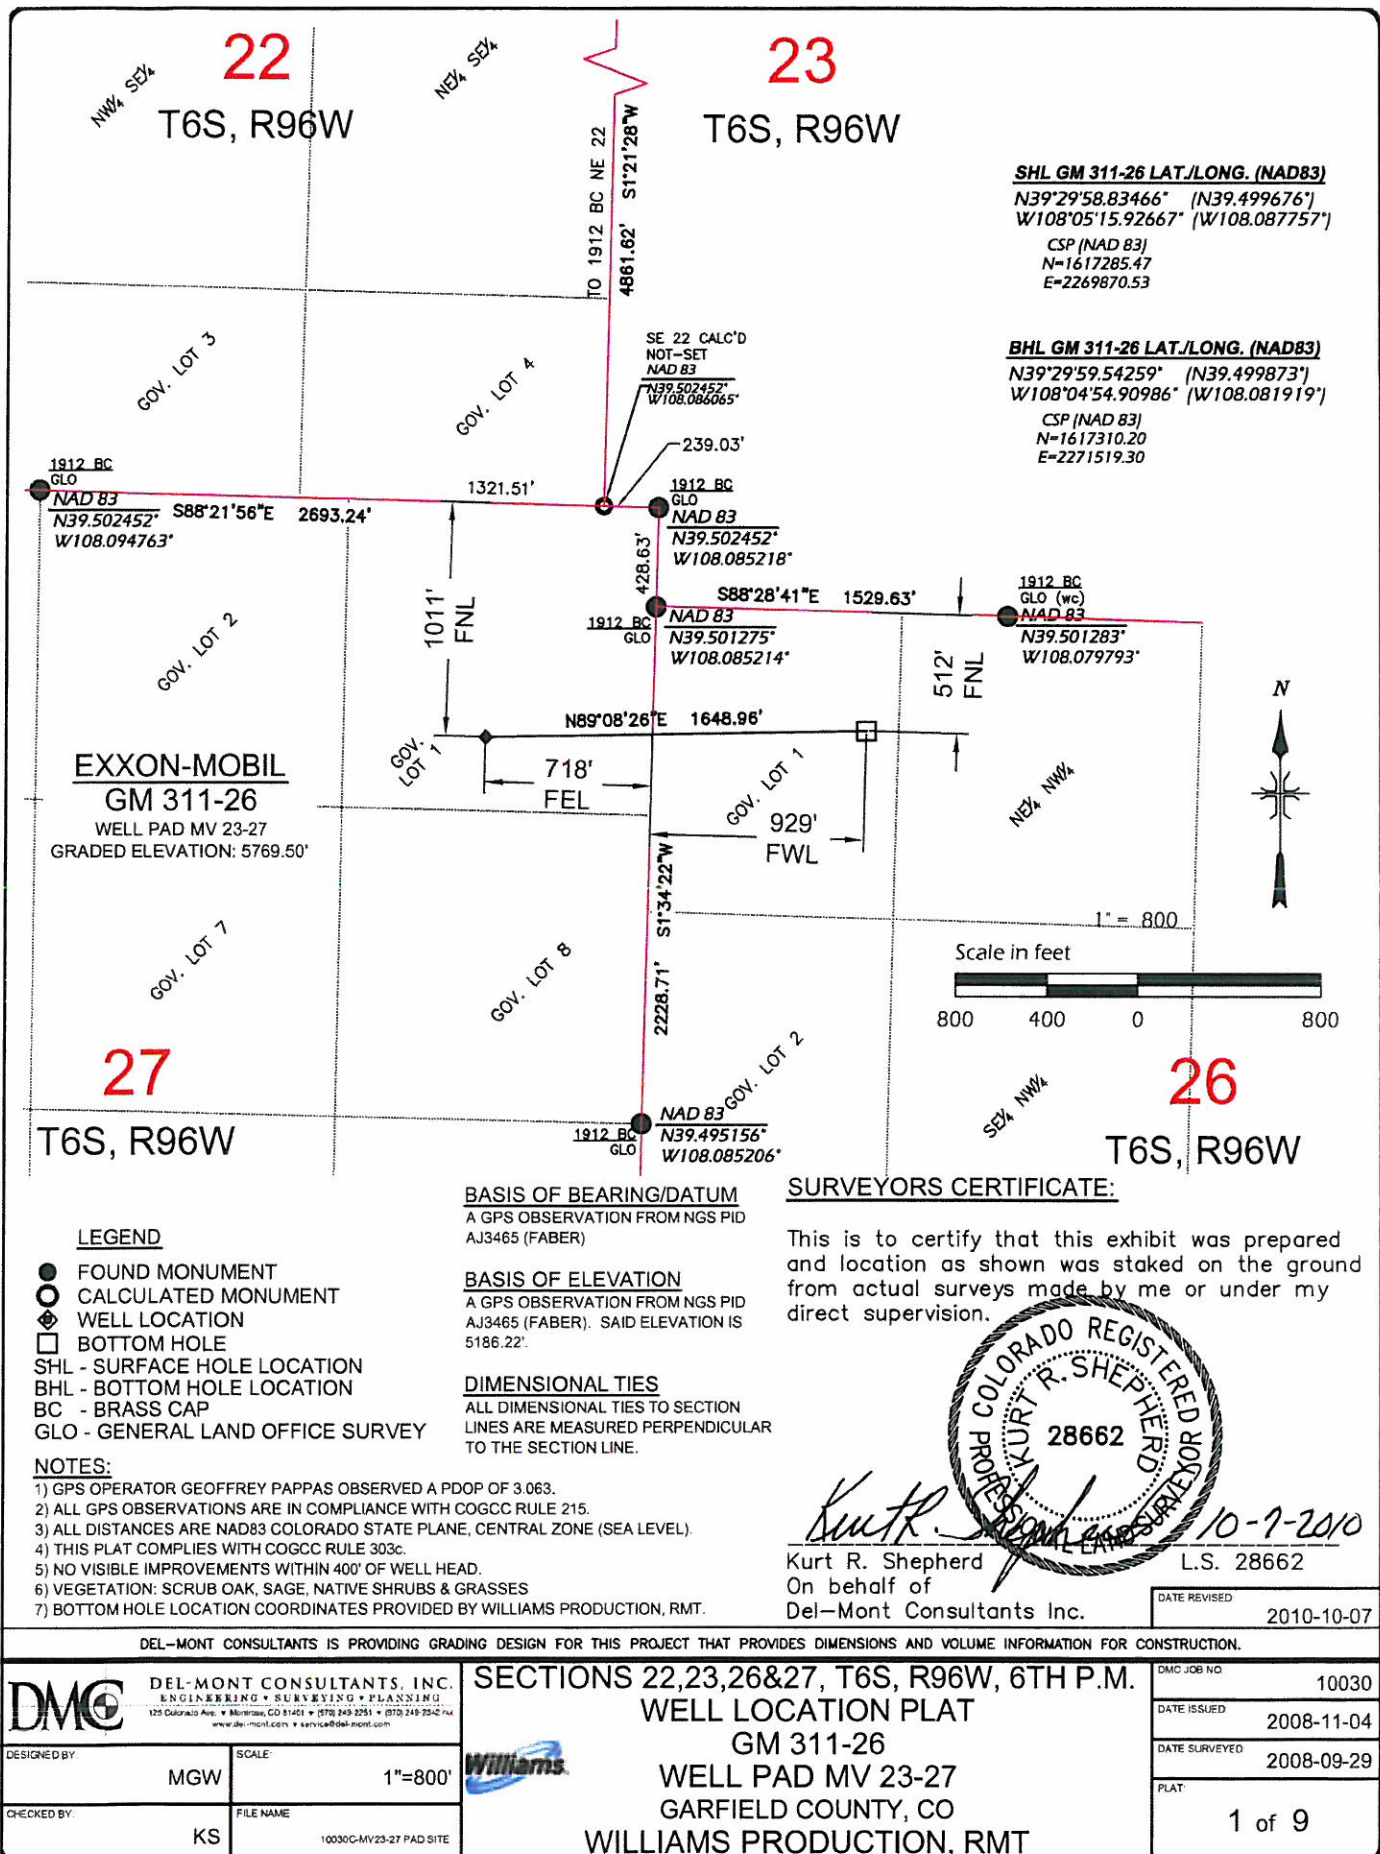 22
T6S, R96W
NW¼ SE¼
NE¼ SE¼
23
T6S, R96W
TO 1912 BC NE 22
4861.62' S1°21'28"W
SHL GM 311-26 LAT./LONG. (NAD83)
N39°29'58.83466" (N39.499676°)
W108°05'15.92667" (W108.087757°)
CSP (NAD 83)
N=1617285.47
E=2269870.53
BHL GM 311-26 LAT./LONG. (NAD83)
N39°29'59.54259" (N39.499873°)
W108°04'54.90986" (W108.081919°)
CSP (NAD 83)
N=1617310.20
E=2271519.30
GOV. LOT 3
GOV. LOT 4
SE 22 CALC'D
NOT-SET
NAD 83
N39.502452°
W108.086065°
239.03'
1912 BC
GLO
NAD 83
N39.502452°
W108.094763°
S88°21'56"E 2693.24'
1321.51'
1912 BC
GLO
NAD 83
N39.502452°
W108.085218°
428.63'
1011'
FNL
S88°28'41"E 1529.63'
1912 BC
GLO
NAD 83
N39.501275°
W108.085214°
1912 BC
GLO (wc)
NAD 83
N39.501283°
W108.079793°
512'
FNL
GOV. LOT 2
N89°08'26"E 1648.96'
GOV.
LOT 1
718'
FEL
GOV. LOT 1
929'
FWL
NE¼ NW¼
N
EXXON-MOBIL
GM 311-26
WELL PAD MV 23-27
GRADED ELEVATION: 5769.50'
2228.71' S1°34'22"W
1" = 800
Scale in feet
800 400 0 800
GOV. LOT 7
GOV. LOT 8
GOV. LOT 2
SE¼ NW¼
27
T6S, R96W
26
T6S, R96W
1912 BC
GLO
NAD 83
N39.495156°
W108.085206°
LEGEND
FOUND MONUMENT
CALCULATED MONUMENT
WELL LOCATION
BOTTOM HOLE
SHL - SURFACE HOLE LOCATION
BHL - BOTTOM HOLE LOCATION
BC - BRASS CAP
GLO - GENERAL LAND OFFICE SURVEY
BASIS OF BEARING/DATUM
A GPS OBSERVATION FROM NGS PID
AJ3465 (FABER)
BASIS OF ELEVATION
A GPS OBSERVATION FROM NGS PID
AJ3465 (FABER). SAID ELEVATION IS
5186.22'.
DIMENSIONAL TIES
ALL DIMENSIONAL TIES TO SECTION
LINES ARE MEASURED PERPENDICULAR
TO THE SECTION LINE.
SURVEYORS CERTIFICATE:
This is to certify that this exhibit was prepared
and location as shown was staked on the ground
from actual surveys made by me or under my
direct supervision.
COLORADO REGISTERED
KURT R. SHEPHERD
28662
PROFESSIONAL LAND SURVEYOR
Kurt R. Shepherd 10-7-2010
Kurt R. Shepherd L.S. 28662
On behalf of
Del-Mont Consultants Inc.
NOTES:
1) GPS OPERATOR GEOFFREY PAPPAS OBSERVED A PDOP OF 3.063.
2) ALL GPS OBSERVATIONS ARE IN COMPLIANCE WITH COGCC RULE 215.
3) ALL DISTANCES ARE NAD83 COLORADO STATE PLANE, CENTRAL ZONE (SEA LEVEL).
4) THIS PLAT COMPLIES WITH COGCC RULE 303c.
5) NO VISIBLE IMPROVEMENTS WITHIN 400' OF WELL HEAD.
6) VEGETATION: SCRUB OAK, SAGE, NATIVE SHRUBS & GRASSES
7) BOTTOM HOLE LOCATION COORDINATES PROVIDED BY WILLIAMS PRODUCTION, RMT.
DATE REVISED
2010-10-07
DEL-MONT CONSULTANTS IS PROVIDING GRADING DESIGN FOR THIS PROJECT THAT PROVIDES DIMENSIONS AND VOLUME INFORMATION FOR CONSTRUCTION.
DMC
DEL-MONT CONSULTANTS, INC.
ENGINEERING ▾ SURVEYING ▾ PLANNING
125 Colorado Ave. ▾ Montrose, CO 81401 ▾ (970) 249-2251 ▾ (970) 249-2342 FAX
www.del-mont.com ▾ service@del-mont.com
DESIGNED BY:
MGW
SCALE:
1"=800'
CHECKED BY:
KS
FILE NAME
10030C-MV23-27 PAD SITE
Williams
SECTIONS 22,23,26&27, T6S, R96W, 6TH P.M.
WELL LOCATION PLAT
GM 311-26
WELL PAD MV 23-27
GARFIELD COUNTY, CO
WILLIAMS PRODUCTION, RMT
DMC JOB NO.
10030
DATE ISSUED
2008-11-04
DATE SURVEYED
2008-09-29
PLAT:
1 of 9